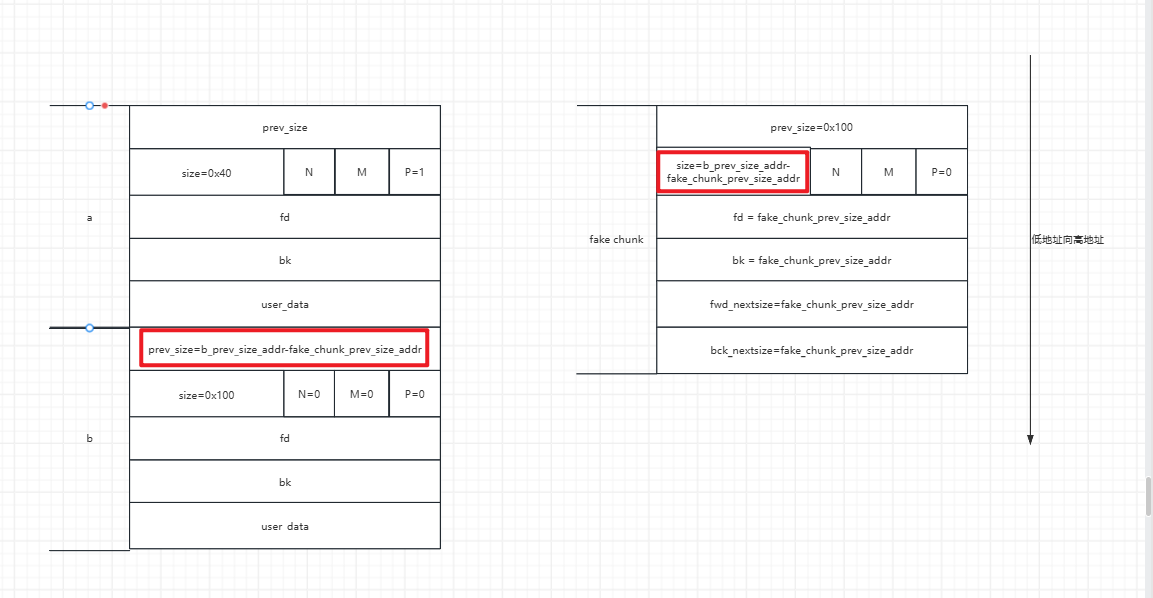 prev_size
size=0x40
N
M
P=1
a
fd
bk
user_data
prev_size=b_prev_size_addr-fake_chunk_prev_size_addr
size=0x100
N=0
M=0
P=0
b
fd
bk
user data
prev_size=0x100
size=b_prev_size_addr-
fake_chunk_prev_size_addr
N
M
P=0
fake chunk
fd = fake_chunk_prev_size_addr
bk = fake_chunk_prev_size_addr
fwd_nextsize=fake_chunk_prev_size_addr
bck_nextsize=fake_chunk_prev_size_addr
低地址向高地址